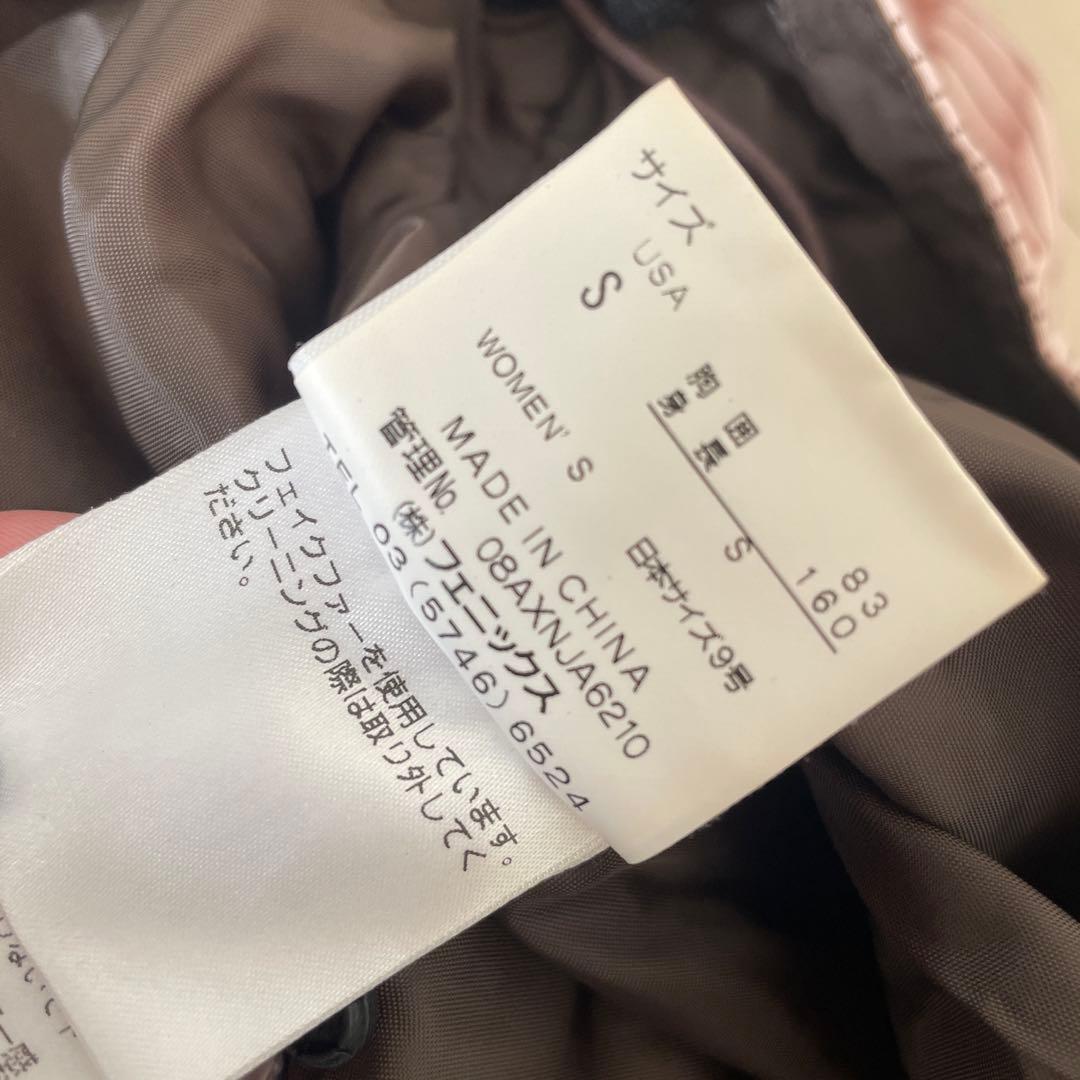 サイズ
胸囲 83
身長 160
USA S
S 日本サイズ9号
WOMEN'S
MADE IN CHINA
管理No. 08AXNJA6210
(株)フェニックス
TEL 03(5746)6524
フェイクファーを使用しています。
クリーニングの際は取り外してく
ださい。